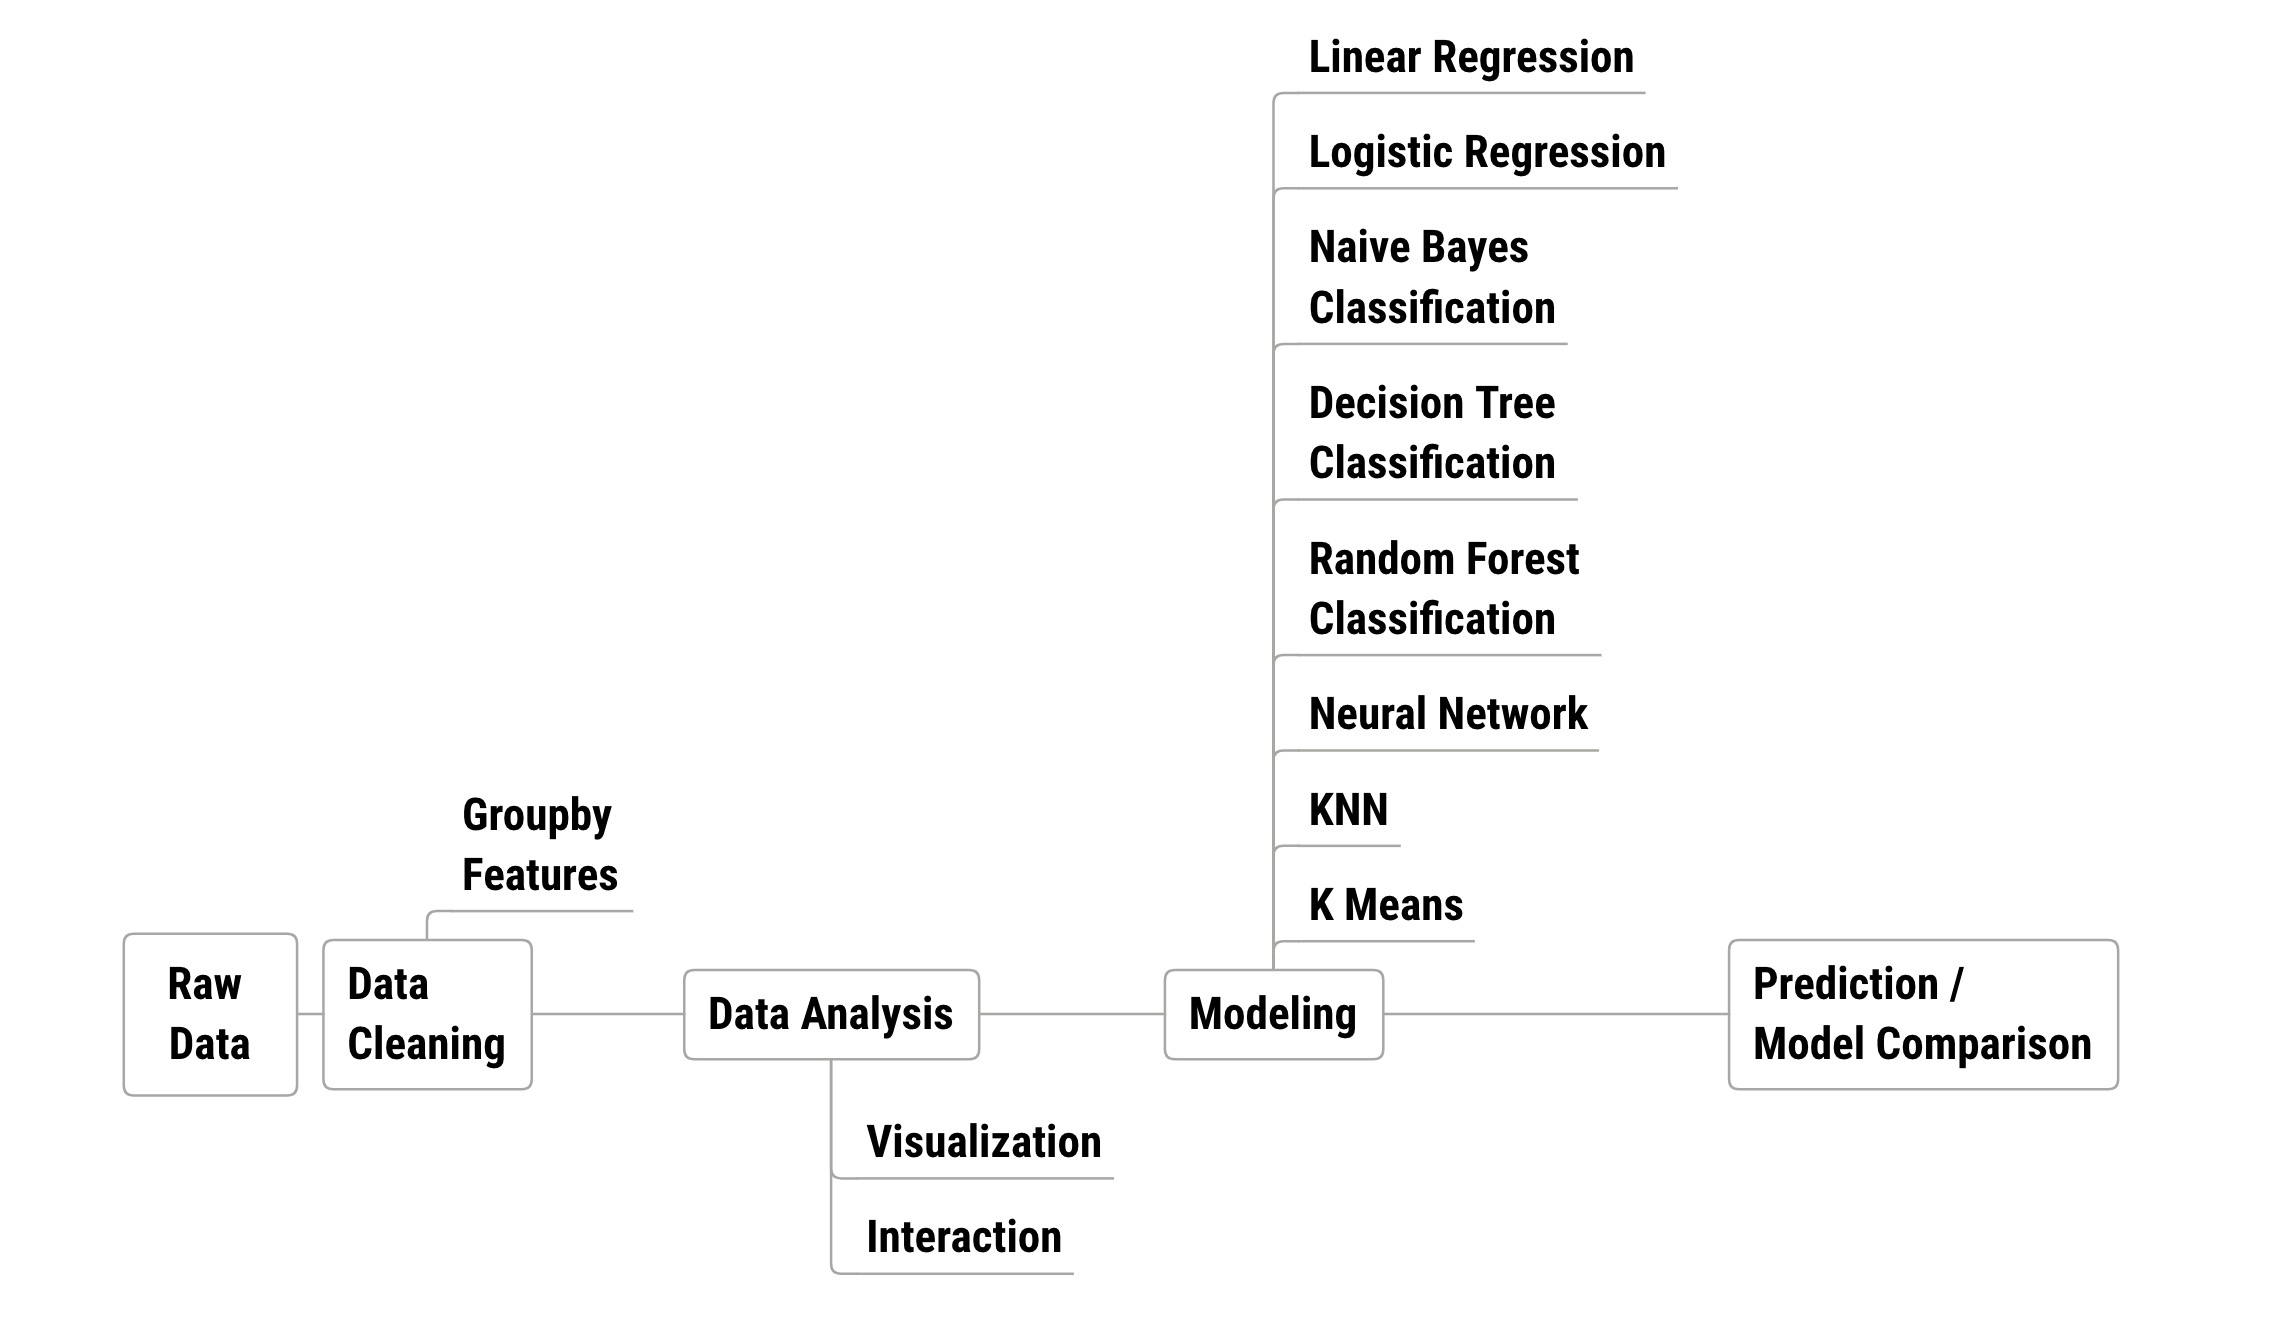 Linear Regression
Logistic Regression
Naive Bayes
Classification
Decision Tree
Classification
Random Forest
Classification
Neural Network
KNN
K Means
Groupby
Features
Raw
Data
Data
Cleaning
Data Analysis
Modeling
Prediction /
Model Comparison
Visualization
Interaction